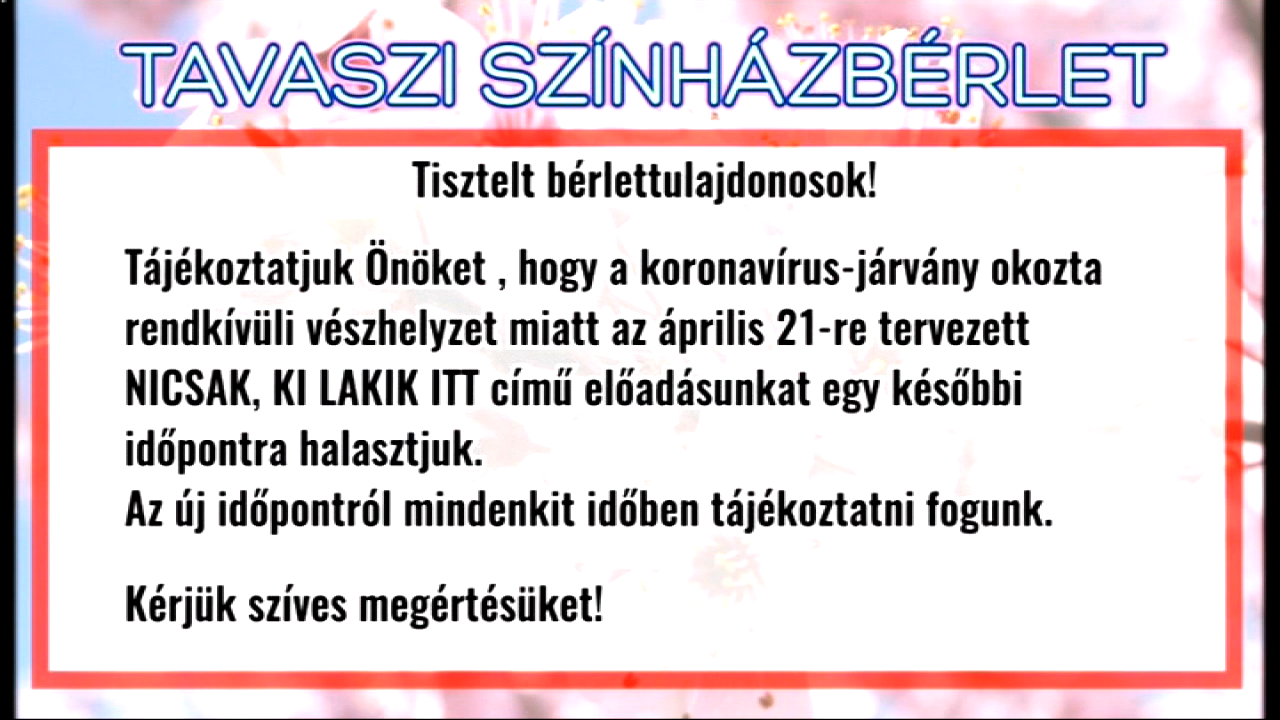 TAVASZI SZÍNHÁZBÉRLET
Tisztelt bérlettulajdonosok!
Tájékoztatjuk Önöket , hogy a koronavírus-járvány okozta
rendkívüli vészhelyzet miatt az április 21-re tervezett
NICSAK, KI LAKIK ITT című előadásunkat egy későbbi
időpontra halasztjuk.
Az új időpontról mindenkit időben tájékoztatni fogunk.
Kérjük szíves megértésüket!